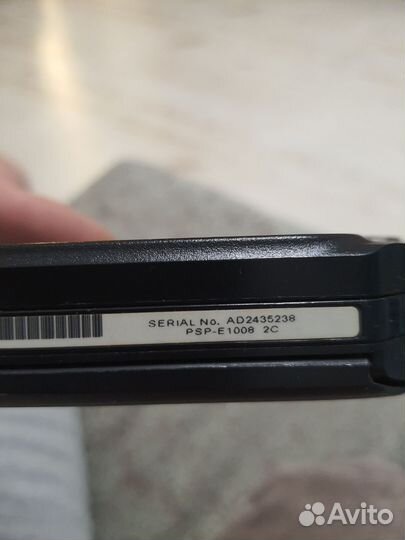 SERIAL No. AD2435238
PSP-E1008 2C
Avito